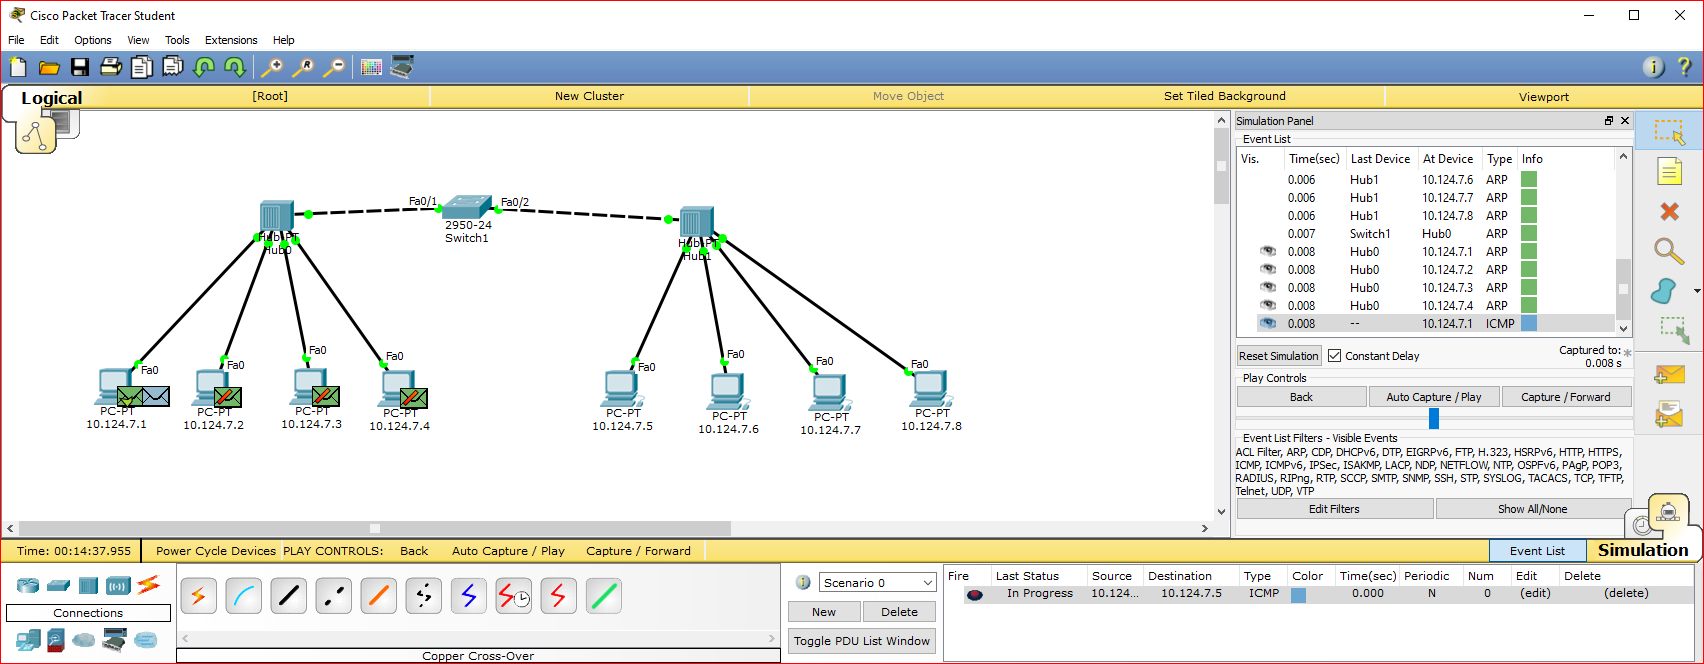 Cisco Packet Tracer Student
File Edit Options View Tools Extensions Help
Logical [Root] New Cluster Move Object Set Tiled Background Viewport
Fa0/1 Fa0/2
2950-24
Switch1
Hub-PT
Hub0
Hub-PT
Hub1
Fa0 Fa0 Fa0 Fa0 Fa0 Fa0 Fa0 Fa0
PC-PT
10.124.7.1
PC-PT
10.124.7.2
PC-PT
10.124.7.3
PC-PT
10.124.7.4
PC-PT
10.124.7.5
PC-PT
10.124.7.6
PC-PT
10.124.7.7
PC-PT
10.124.7.8
Simulation Panel
Event List
Vis. Time(sec) Last Device At Device Type Info
0.006 Hub1 10.124.7.6 ARP
0.006 Hub1 10.124.7.7 ARP
0.006 Hub1 10.124.7.8 ARP
0.007 Switch1 Hub0 ARP
0.008 Hub0 10.124.7.1 ARP
0.008 Hub0 10.124.7.2 ARP
0.008 Hub0 10.124.7.3 ARP
0.008 Hub0 10.124.7.4 ARP
0.008 -- 10.124.7.1 ICMP
Reset Simulation Constant Delay Captured to: *
0.008 s
Play Controls
Back Auto Capture / Play Capture / Forward
Event List Filters - Visible Events
ACL Filter, ARP, CDP, DHCPv6, DTP, EIGRPv6, FTP, H.323, HSRPv6, HTTP, HTTPS,
ICMP, ICMPv6, IPSec, ISAKMP, LACP, NDP, NETFLOW, NTP, OSPFv6, PAgP, POP3,
RADIUS, RIPng, RTP, SCCP, SMTP, SNMP, SSH, STP, SYSLOG, TACACS, TCP, TFTP,
Telnet, UDP, VTP
Edit Filters Show All/None
Time: 00:14:37.955 Power Cycle Devices PLAY CONTROLS: Back Auto Capture / Play Capture / Forward Event List Simulation
Connections
Copper Cross-Over
Scenario 0
New Delete
Toggle PDU List Window
Fire Last Status Source Destination Type Color Time(sec) Periodic Num Edit Delete
In Progress 10.124... 10.124.7.5 ICMP 0.000 N 0 (edit) (delete)